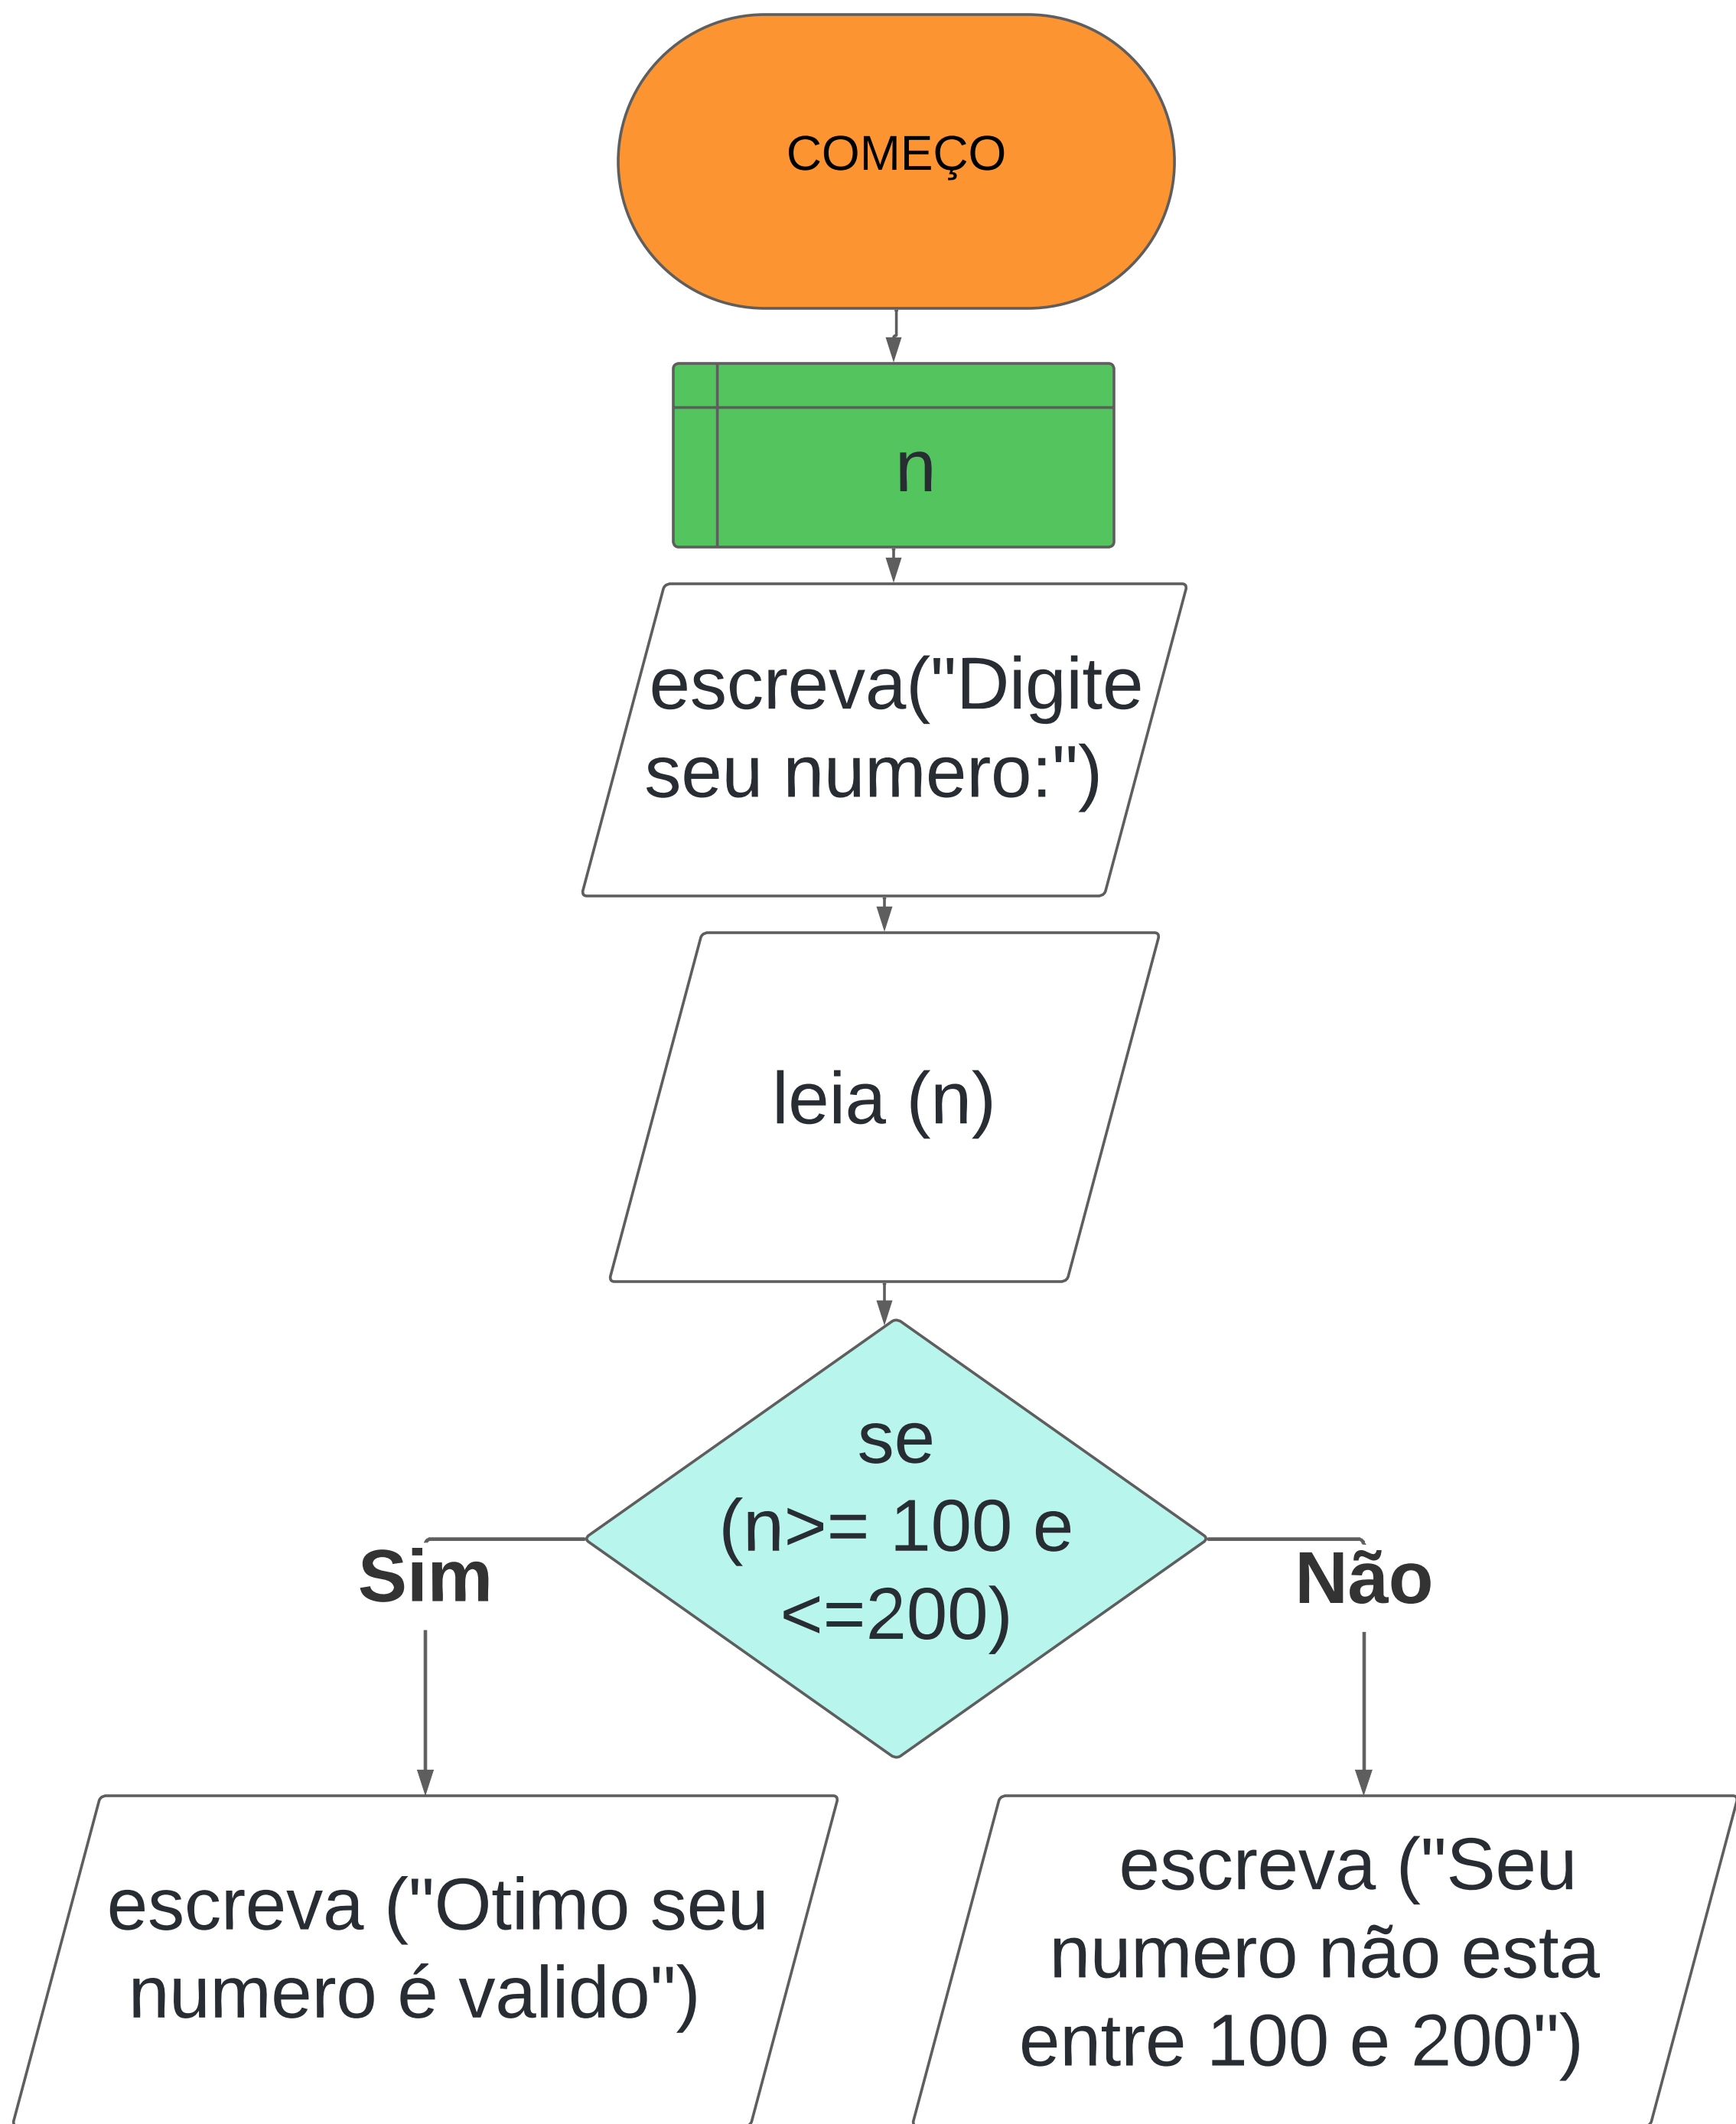 COMEÇO
n
escreva("Digite
seu numero:")
leia (n)
se
(n>= 100 e
<=200)
Sim
Não
escreva ("Otimo seu
numero é valido")
escreva ("Seu
numero não esta
entre 100 e 200")